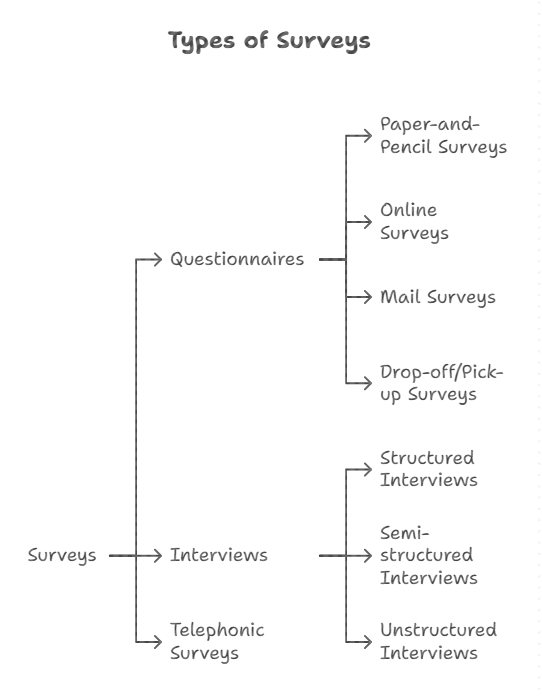 Types of Surveys
Paper-and-
Pencil Surveys
Online
Surveys
Questionnaires
Mail Surveys
Drop-off/Pick-
up Surveys
Structured
Interviews
Surveys
Interviews
Semi-
structured
Interviews
Telephonic
Surveys
Unstructured
Interviews